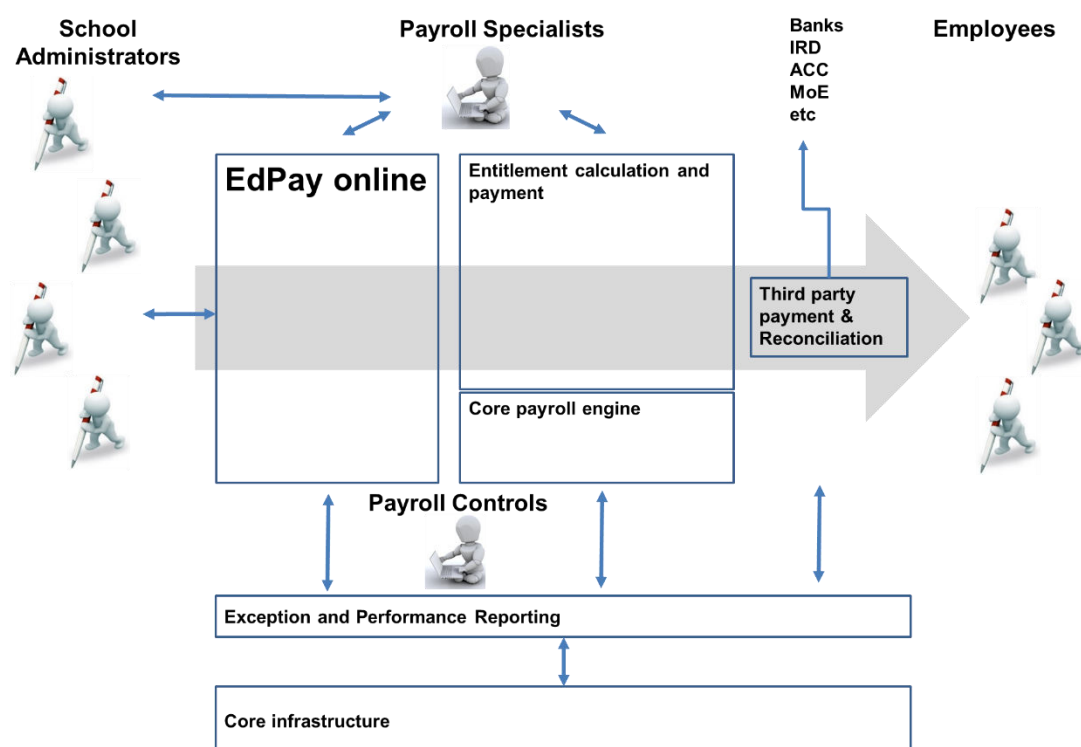 School
Administrators
Payroll Specialists
Banks
IRD
ACC
MoE
etc
Employees
EdPay online
Entitlement calculation and
payment
Third party
payment &
Reconciliation
Core payroll engine
Payroll Controls
Exception and Performance Reporting
Core infrastructure